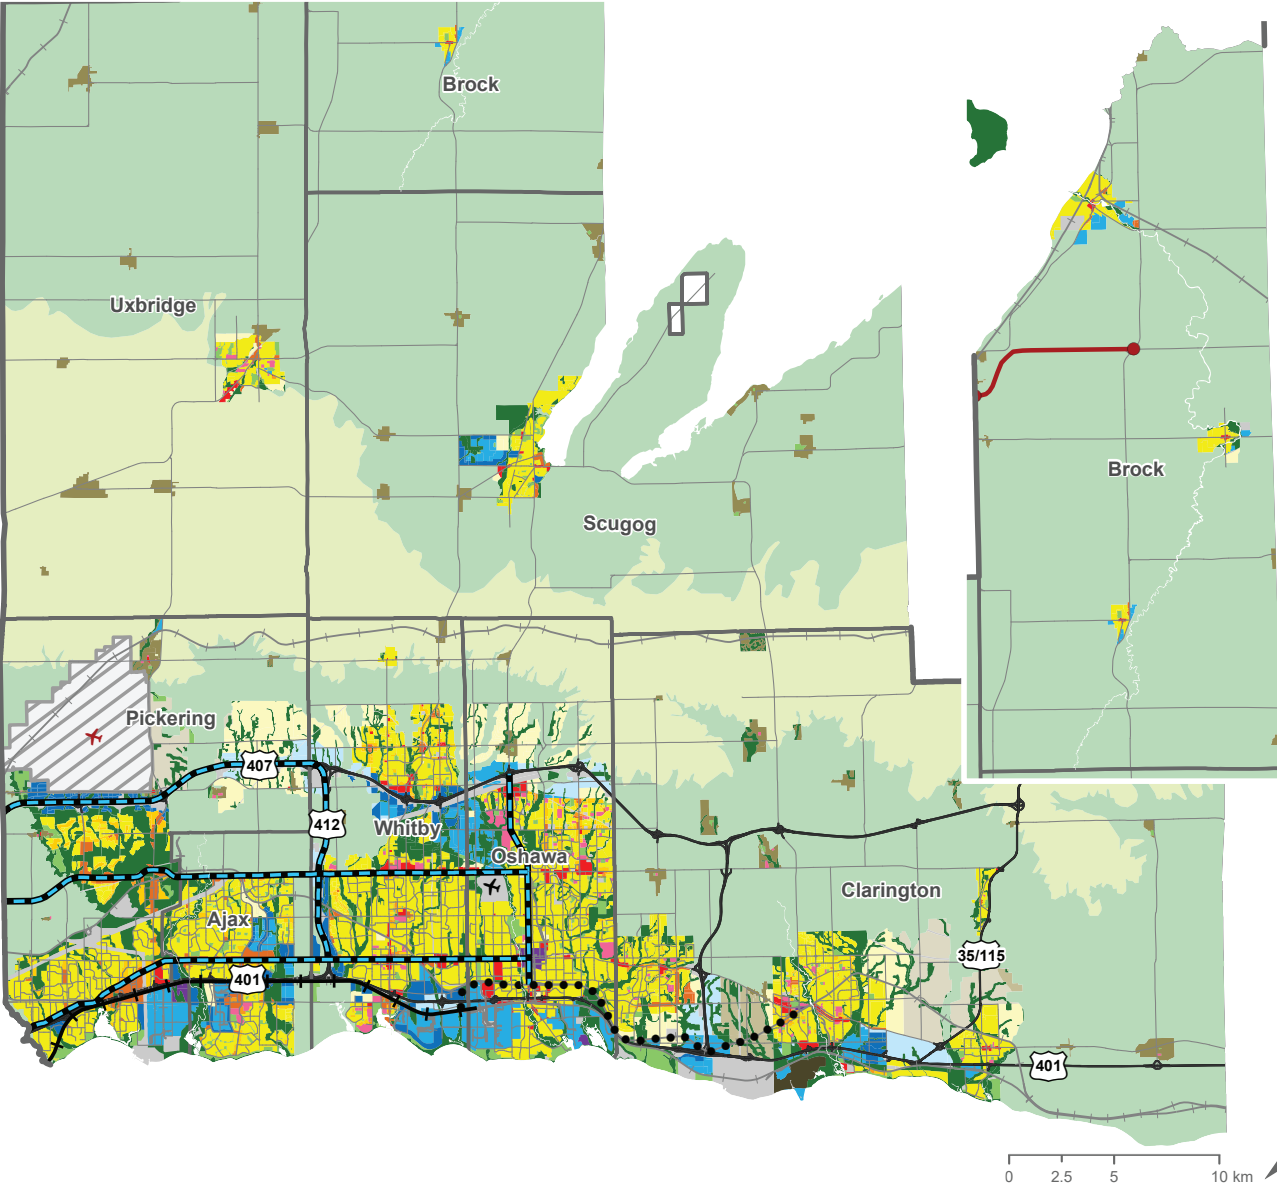 Brock
Uxbridge
Brock
Scugog
Pickering
407
412
Whitby
Oshawa
Clarington
Ajax
35/115
401
401
0 2.5 5 10 km